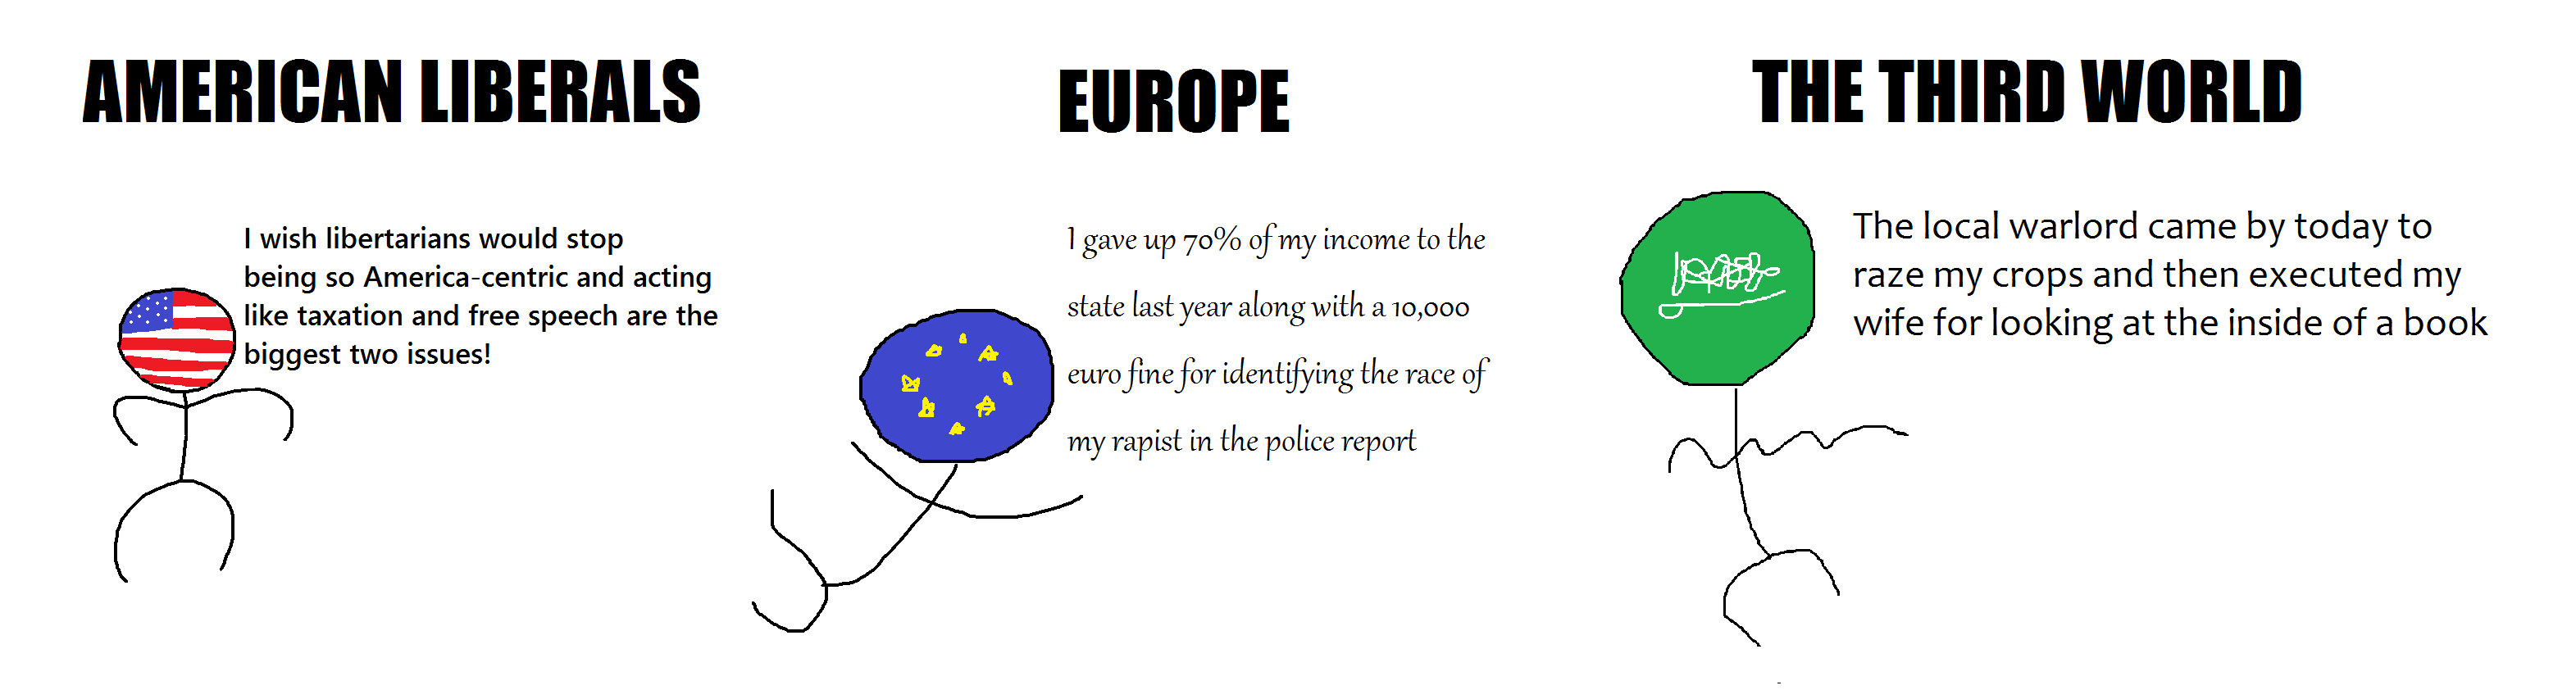 AMERICAN LIBERALS
I wish libertarians would stop
being so America-centric and acting
like taxation and free speech are the
biggest two issues!
EUROPE
I gave up 70% of my income to the
state last year along with a 10,000
euro fine for identifying the race of
my rapist in the police report
THE THIRD WORLD
The local warlord came by today to
raze my crops and then executed my
wife for looking at the inside of a book